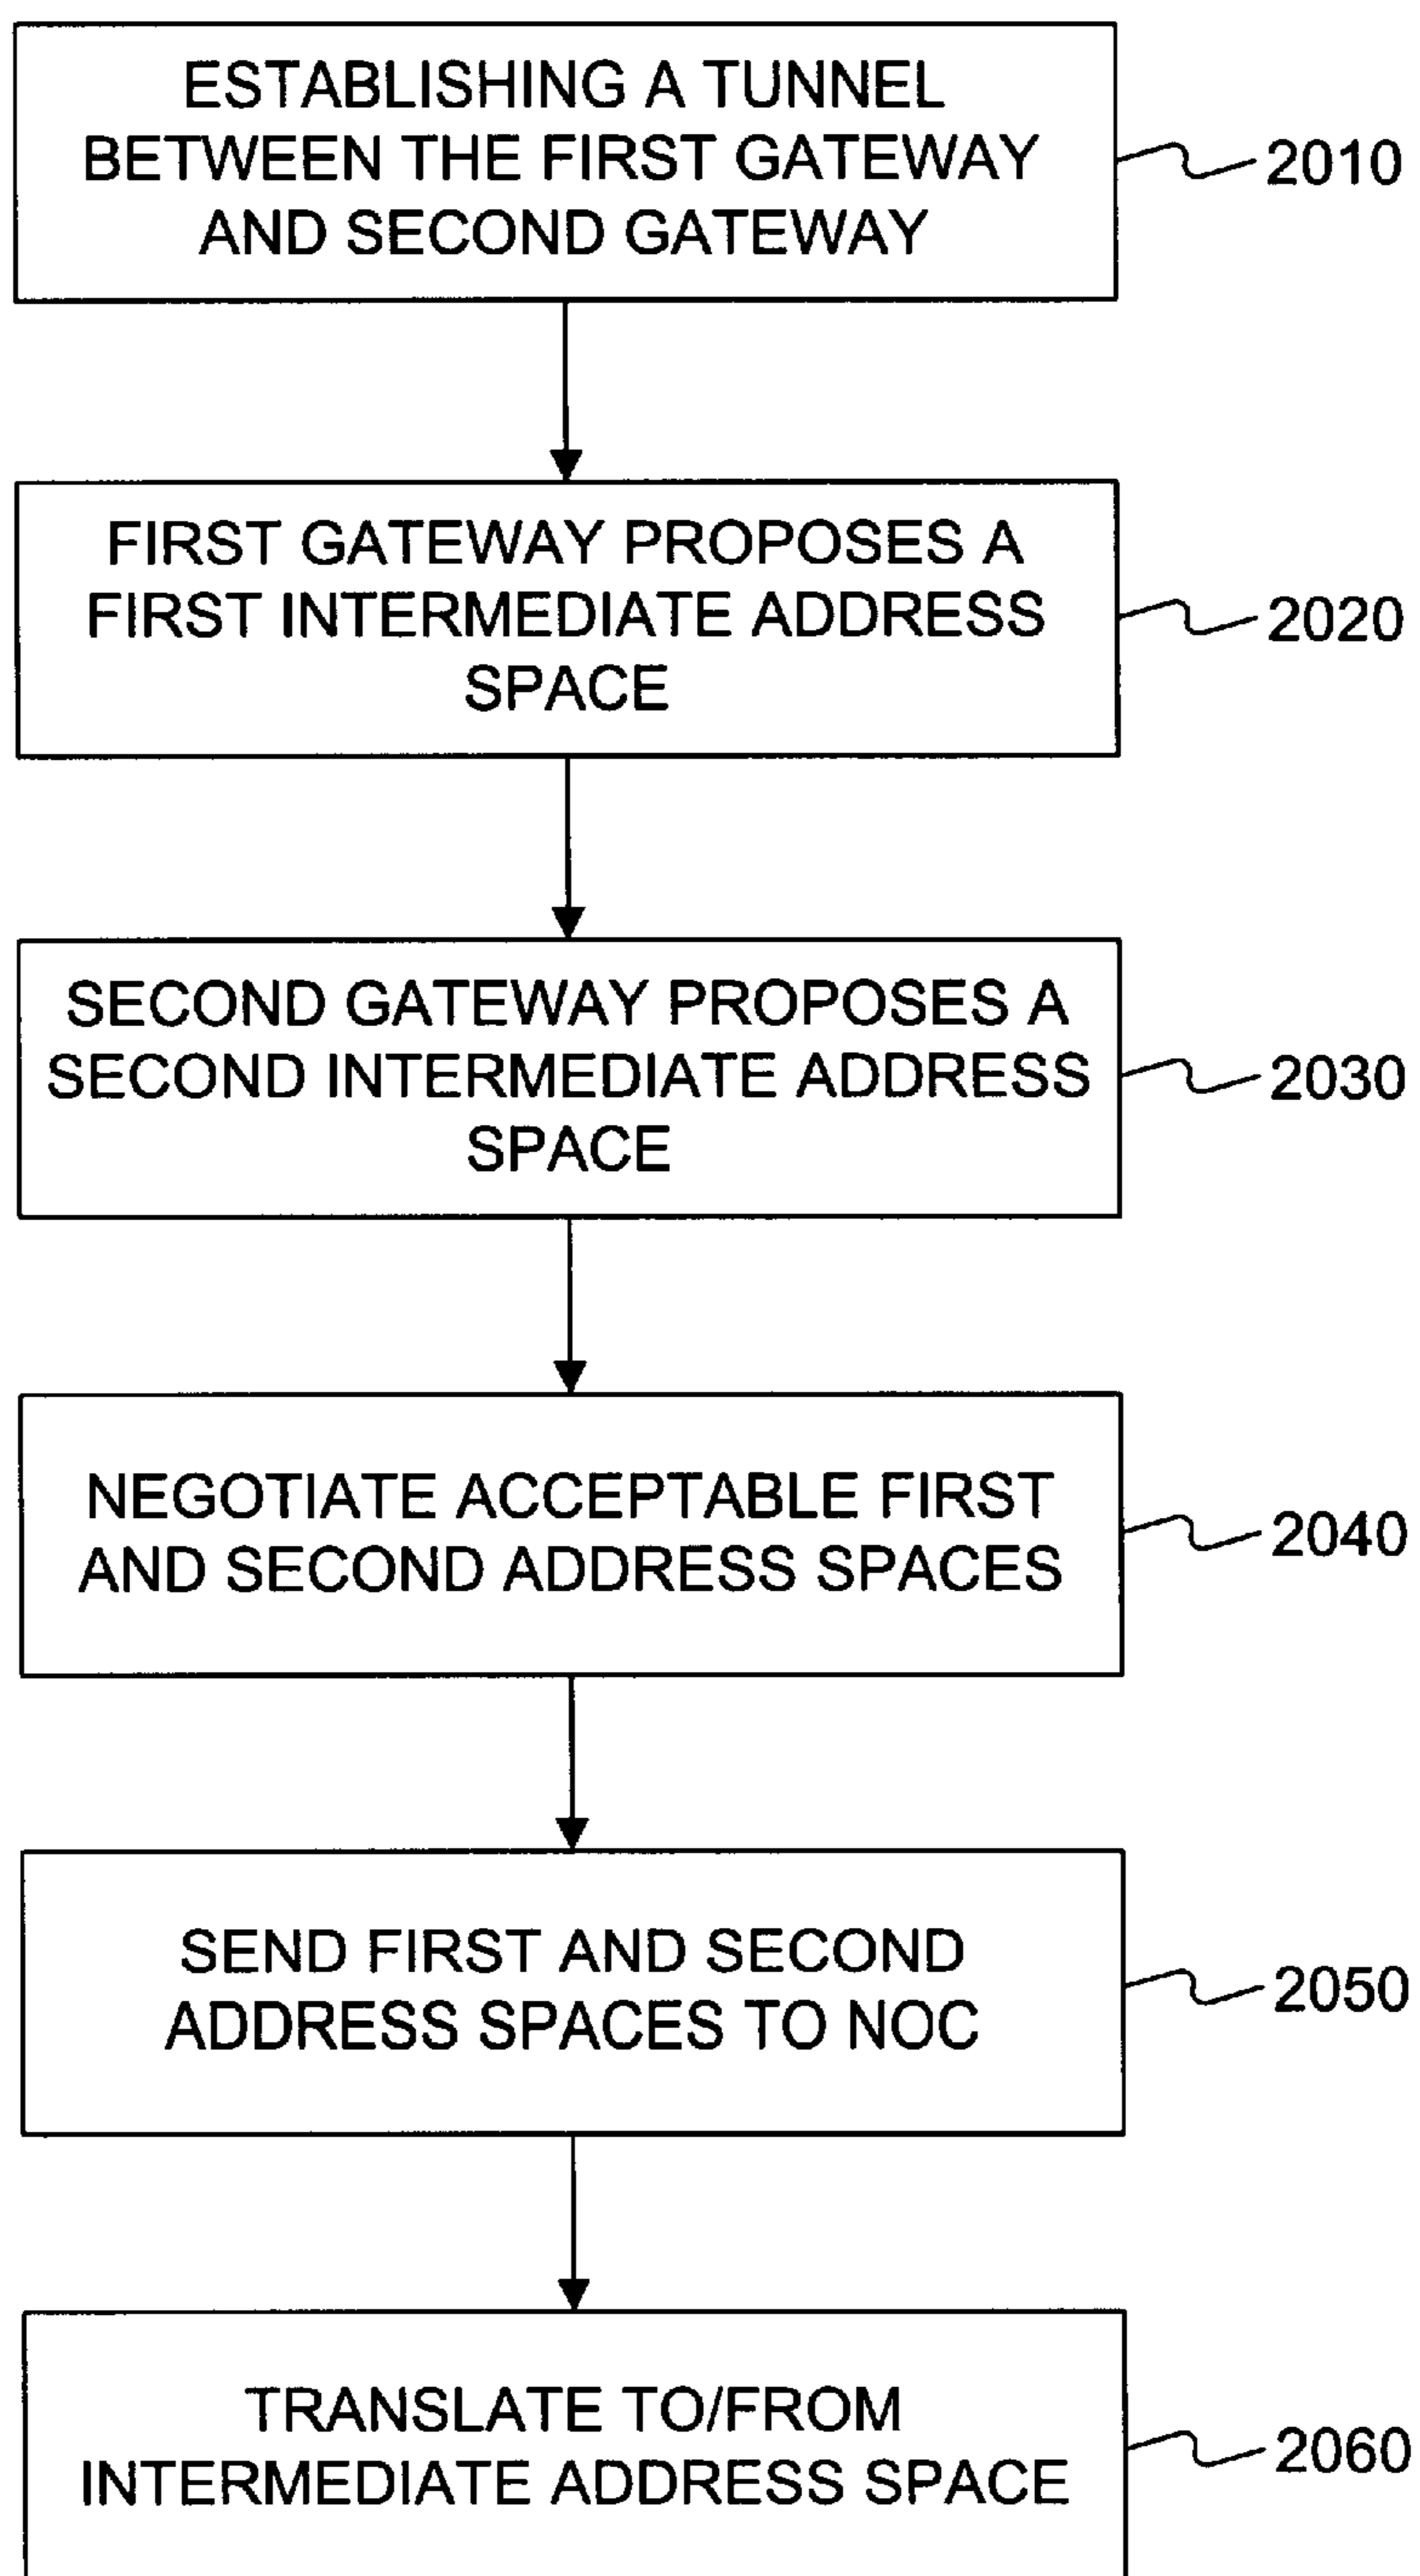 ESTABLISHING A TUNNEL
BETWEEN THE FIRST GATEWAY
AND SECOND GATEWAY
2010
FIRST GATEWAY PROPOSES A
FIRST INTERMEDIATE ADDRESS
SPACE
2020
SECOND GATEWAY PROPOSES A
SECOND INTERMEDIATE ADDRESS
SPACE
2030
NEGOTIATE ACCEPTABLE FIRST
AND SECOND ADDRESS SPACES
2040
SEND FIRST AND SECOND
ADDRESS SPACES TO NOC
2050
TRANSLATE TO/FROM
INTERMEDIATE ADDRESS SPACE
2060